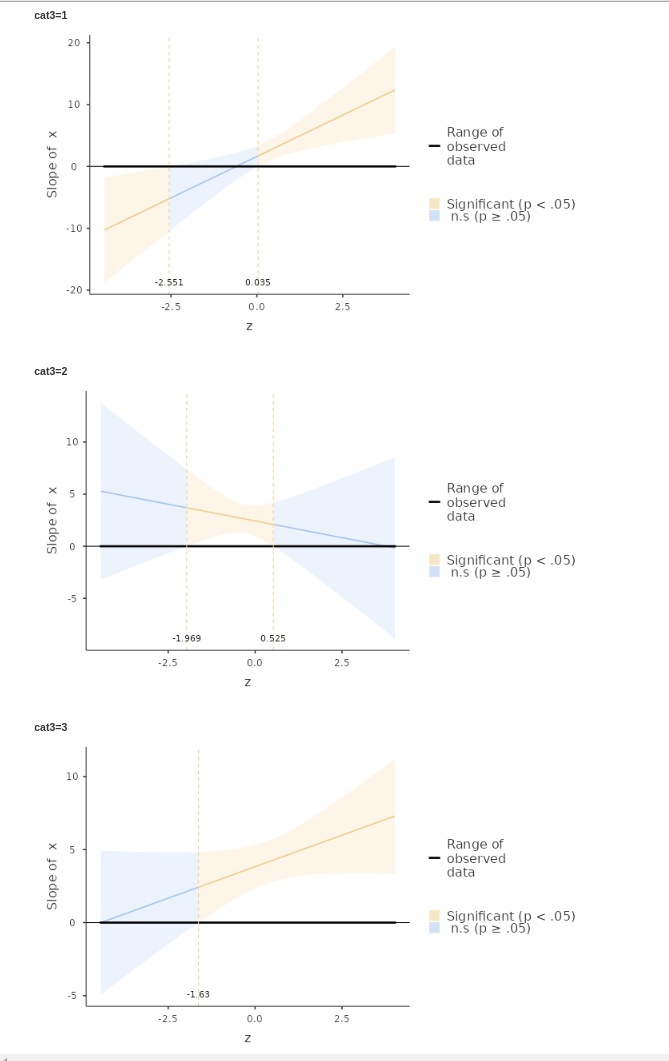 cat3=1
20
10
0
-10
-20
Slope of x
-2.551
0.035
-2.5
0.0
2.5
z
Range of
observed
data
Significant (p < .05)
n.s (p ≥ .05)
cat3=2
10
5
0
-5
Slope of x
-1.969
0.525
-2.5
0.0
2.5
z
Range of
observed
data
Significant (p < .05)
n.s (p ≥ .05)
cat3=3
10
5
0
-5
Slope of x
-1.63
-2.5
0.0
2.5
z
Range of
observed
data
Significant (p < .05)
n.s (p ≥ .05)